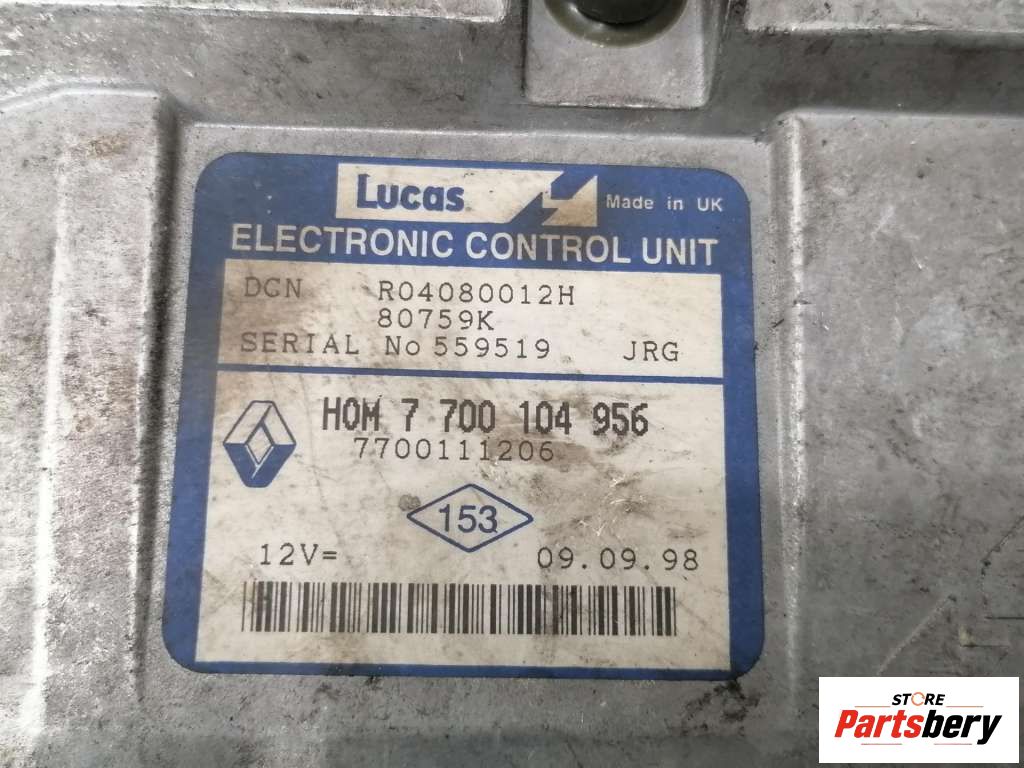 Lucas Made in UK
ELECTRONIC CONTROL UNIT
DCN R04080012H
80759K
SERIAL No 559519 JRG
HOM 7 700 104 956
7700111206
153
12V= 09.09.98
STORE
Partsbery